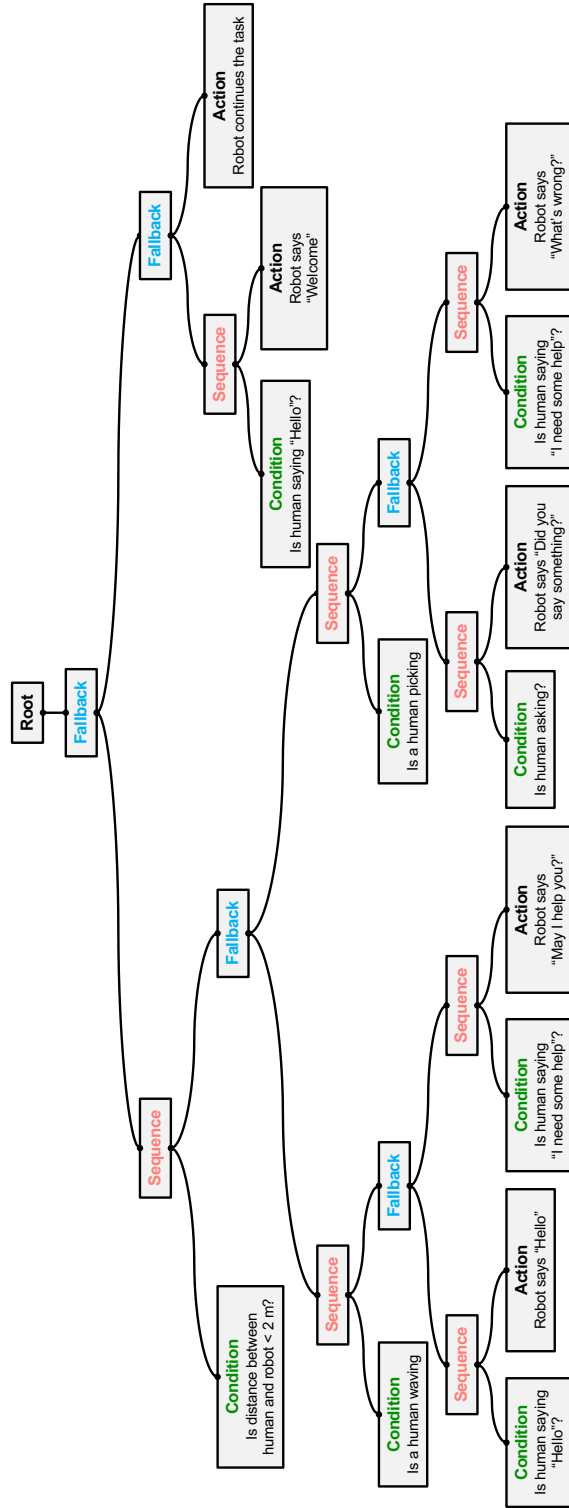 Root
Fallback
Sequence
Fallback
Condition
Is distance between
human and robot < 2 m?
Fallback
Sequence
Action
Robot continues the task
Condition
Is human saying “Hello”?
Action
Robot says
“Welcome”
Sequence
Sequence
Condition
Is a human waving
Fallback
Condition
Is a human picking
Fallback
Sequence
Sequence
Sequence
Sequence
Condition
Is human saying
“Hello”?
Action
Robot says “Hello”
Condition
Is human saying
“I need some help”?
Action
Robot says
“May I help you?”
Condition
Is human asking?
Action
Robot says “Did you
say something?”
Condition
Is human saying
“I need some help”?
Action
Robot says
“What’s wrong?”